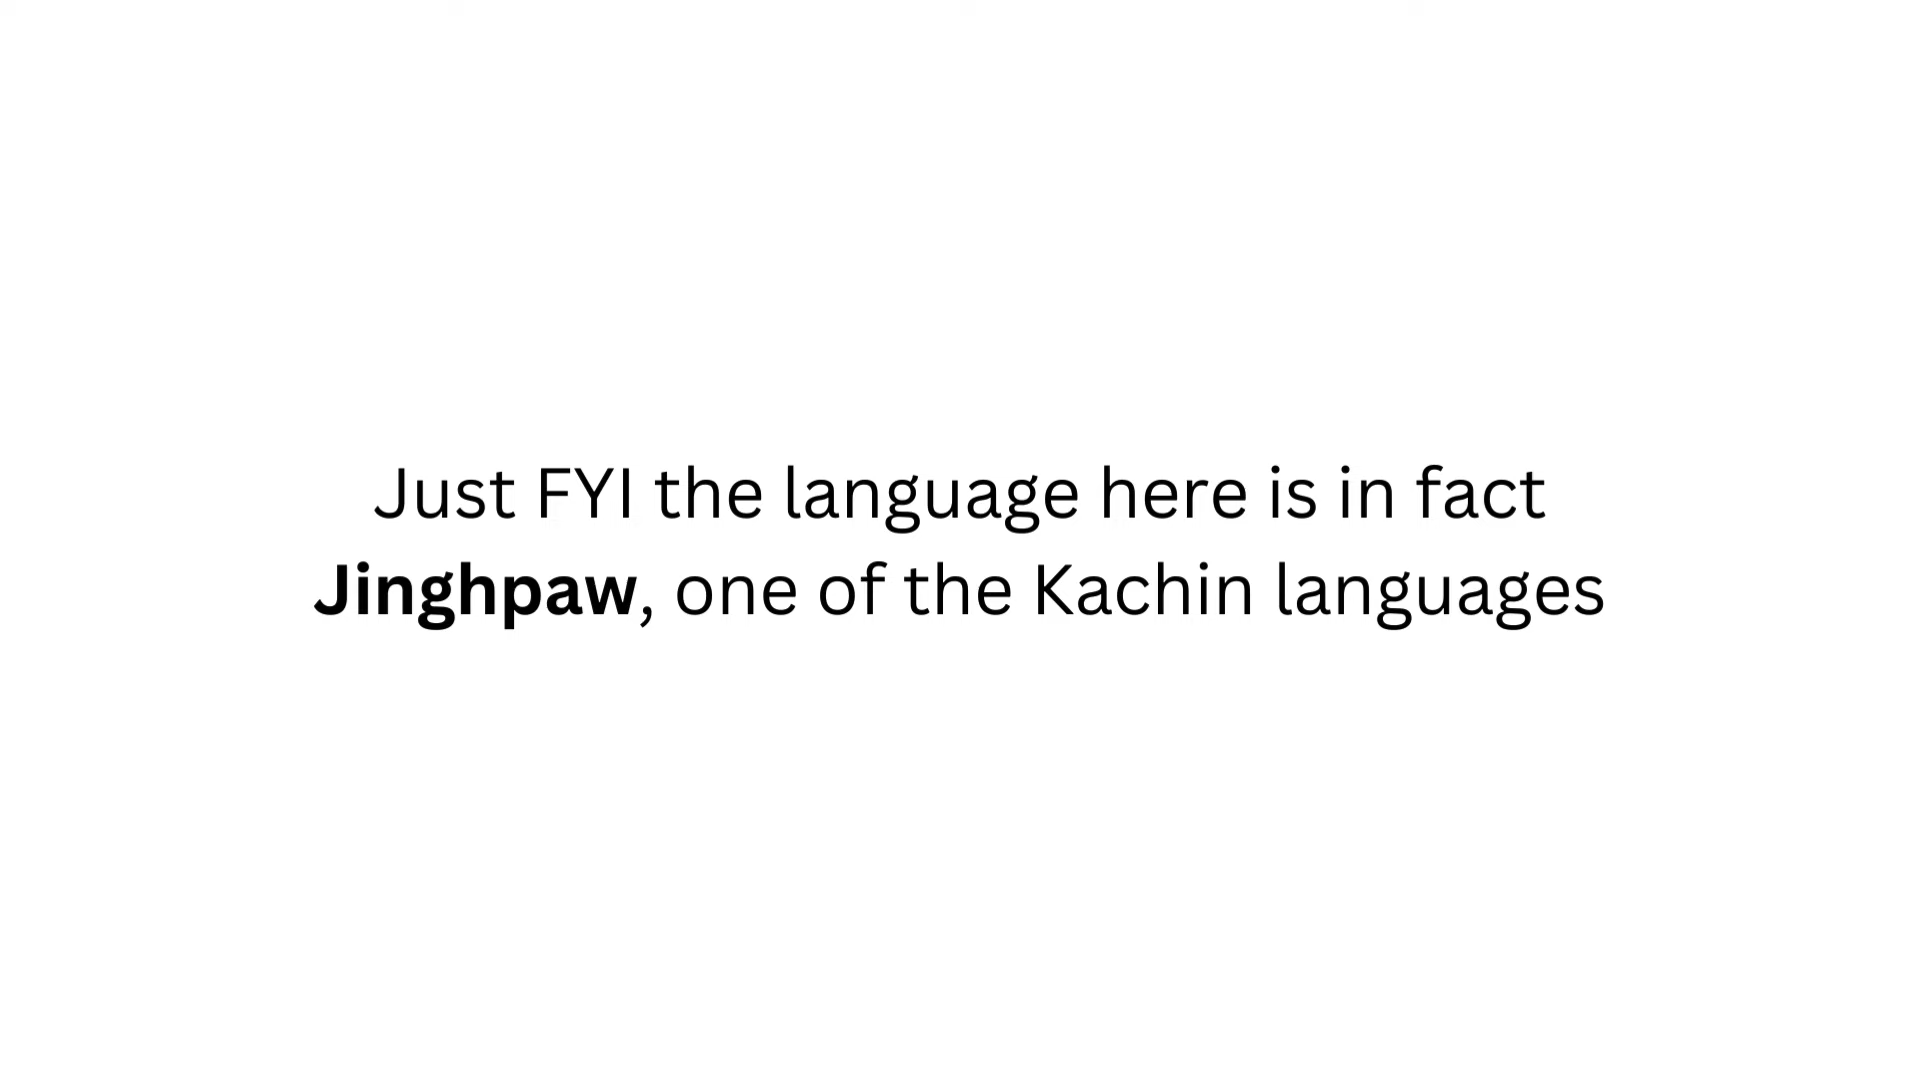 Just FYI the language here is in fact
Jinghpaw, one of the Kachin languages